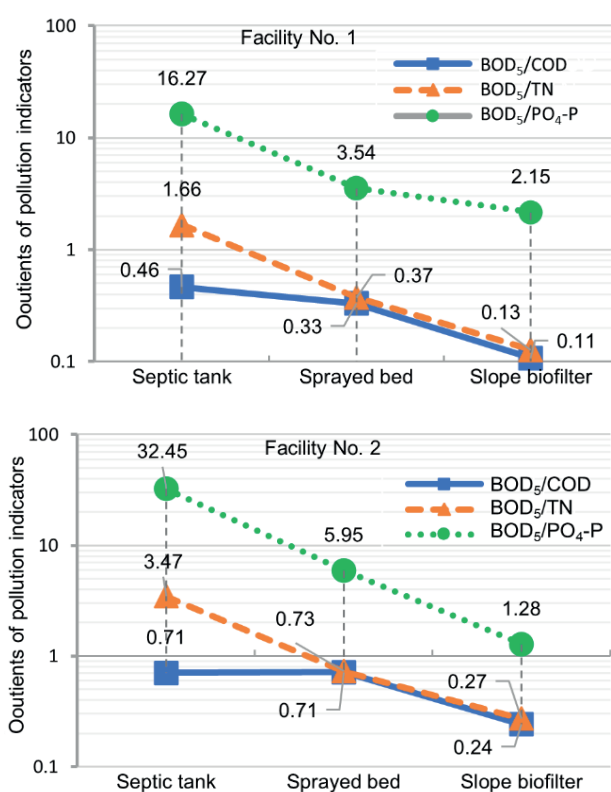 Facility No. 1
BOD₅/COD
BOD₅/TN
BOD₅/PO₄-P
Ooutients of pollution indicators
100
10
1
0.1
16.27
3.54
2.15
1.66
0.46
0.37
0.33
0.13
0.11
Septic tank
Sprayed bed
Slope biofilter
Facility No. 2
BOD₅/COD
BOD₅/TN
BOD₅/PO₄-P
Ooutients of pollution indicators
100
10
1
0.1
32.45
5.95
3.47
1.28
0.71
0.73
0.71
0.27
0.24
Septic tank
Sprayed bed
Slope biofilter